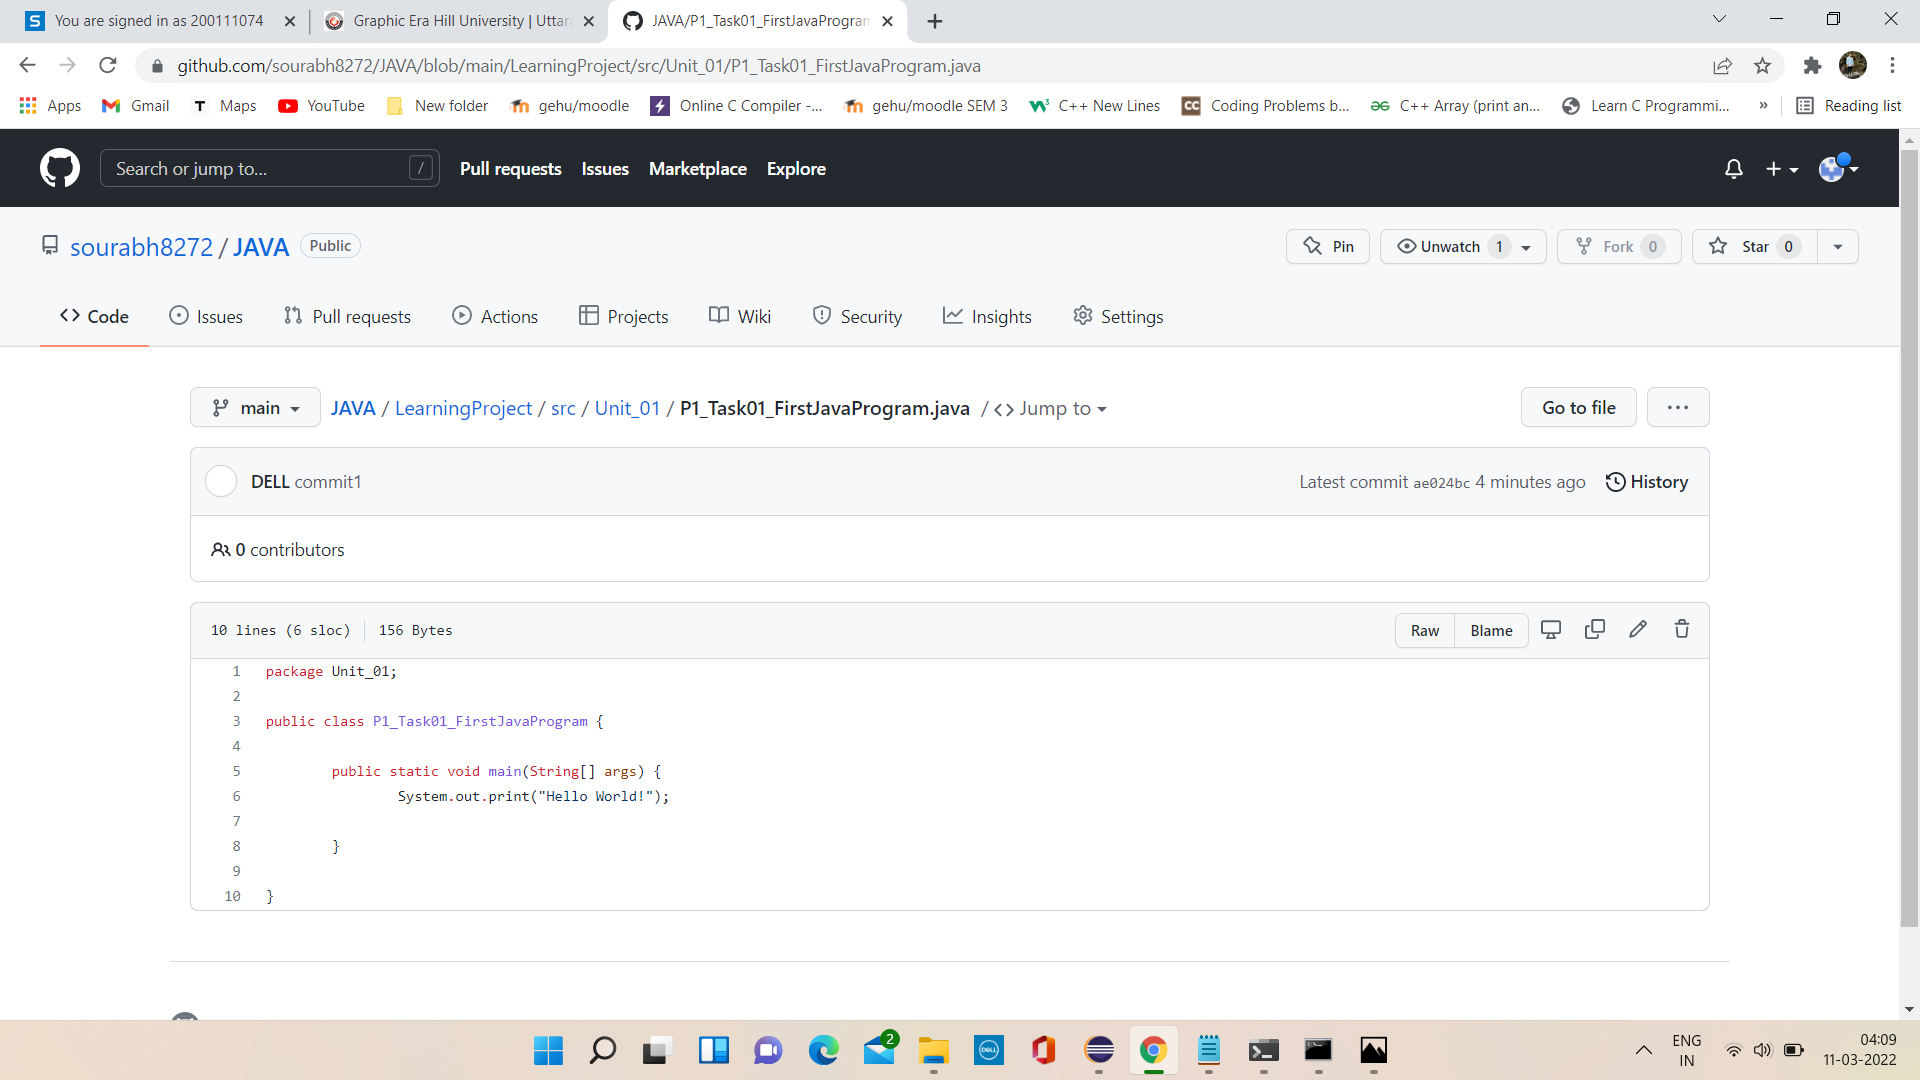 You are signed in as 200111074
Graphic Era Hill University | Uttar
JAVA/P1_Task01_FirstJavaProgram
github.com/sourabh8272/JAVA/blob/main/LearningProject/src/Unit_01/P1_Task01_FirstJavaProgram.java
Apps Gmail Maps YouTube New folder gehu/moodle Online C Compiler -... gehu/moodle SEM 3 C++ New Lines Coding Problems b... C++ Array (print an... Learn C Programmi... » Reading list
Search or jump to... / Pull requests Issues Marketplace Explore
sourabh8272 / JAVA Public Pin Unwatch 1 Fork 0 Star 0
Code Issues Pull requests Actions Projects Wiki Security Insights Settings
main JAVA / LearningProject / src / Unit_01 / P1_Task01_FirstJavaProgram.java / <> Jump to Go to file ...
DELL commit1 Latest commit ae024bc 4 minutes ago History
0 contributors
10 lines (6 sloc) 156 Bytes Raw Blame
1 package Unit_01;
2
3 public class P1_Task01_FirstJavaProgram {
4
5 public static void main(String[] args) {
6 System.out.print("Hello World!");
7
8 }
9
10 }
2
DELL
ENG 04:09
IN 11-03-2022